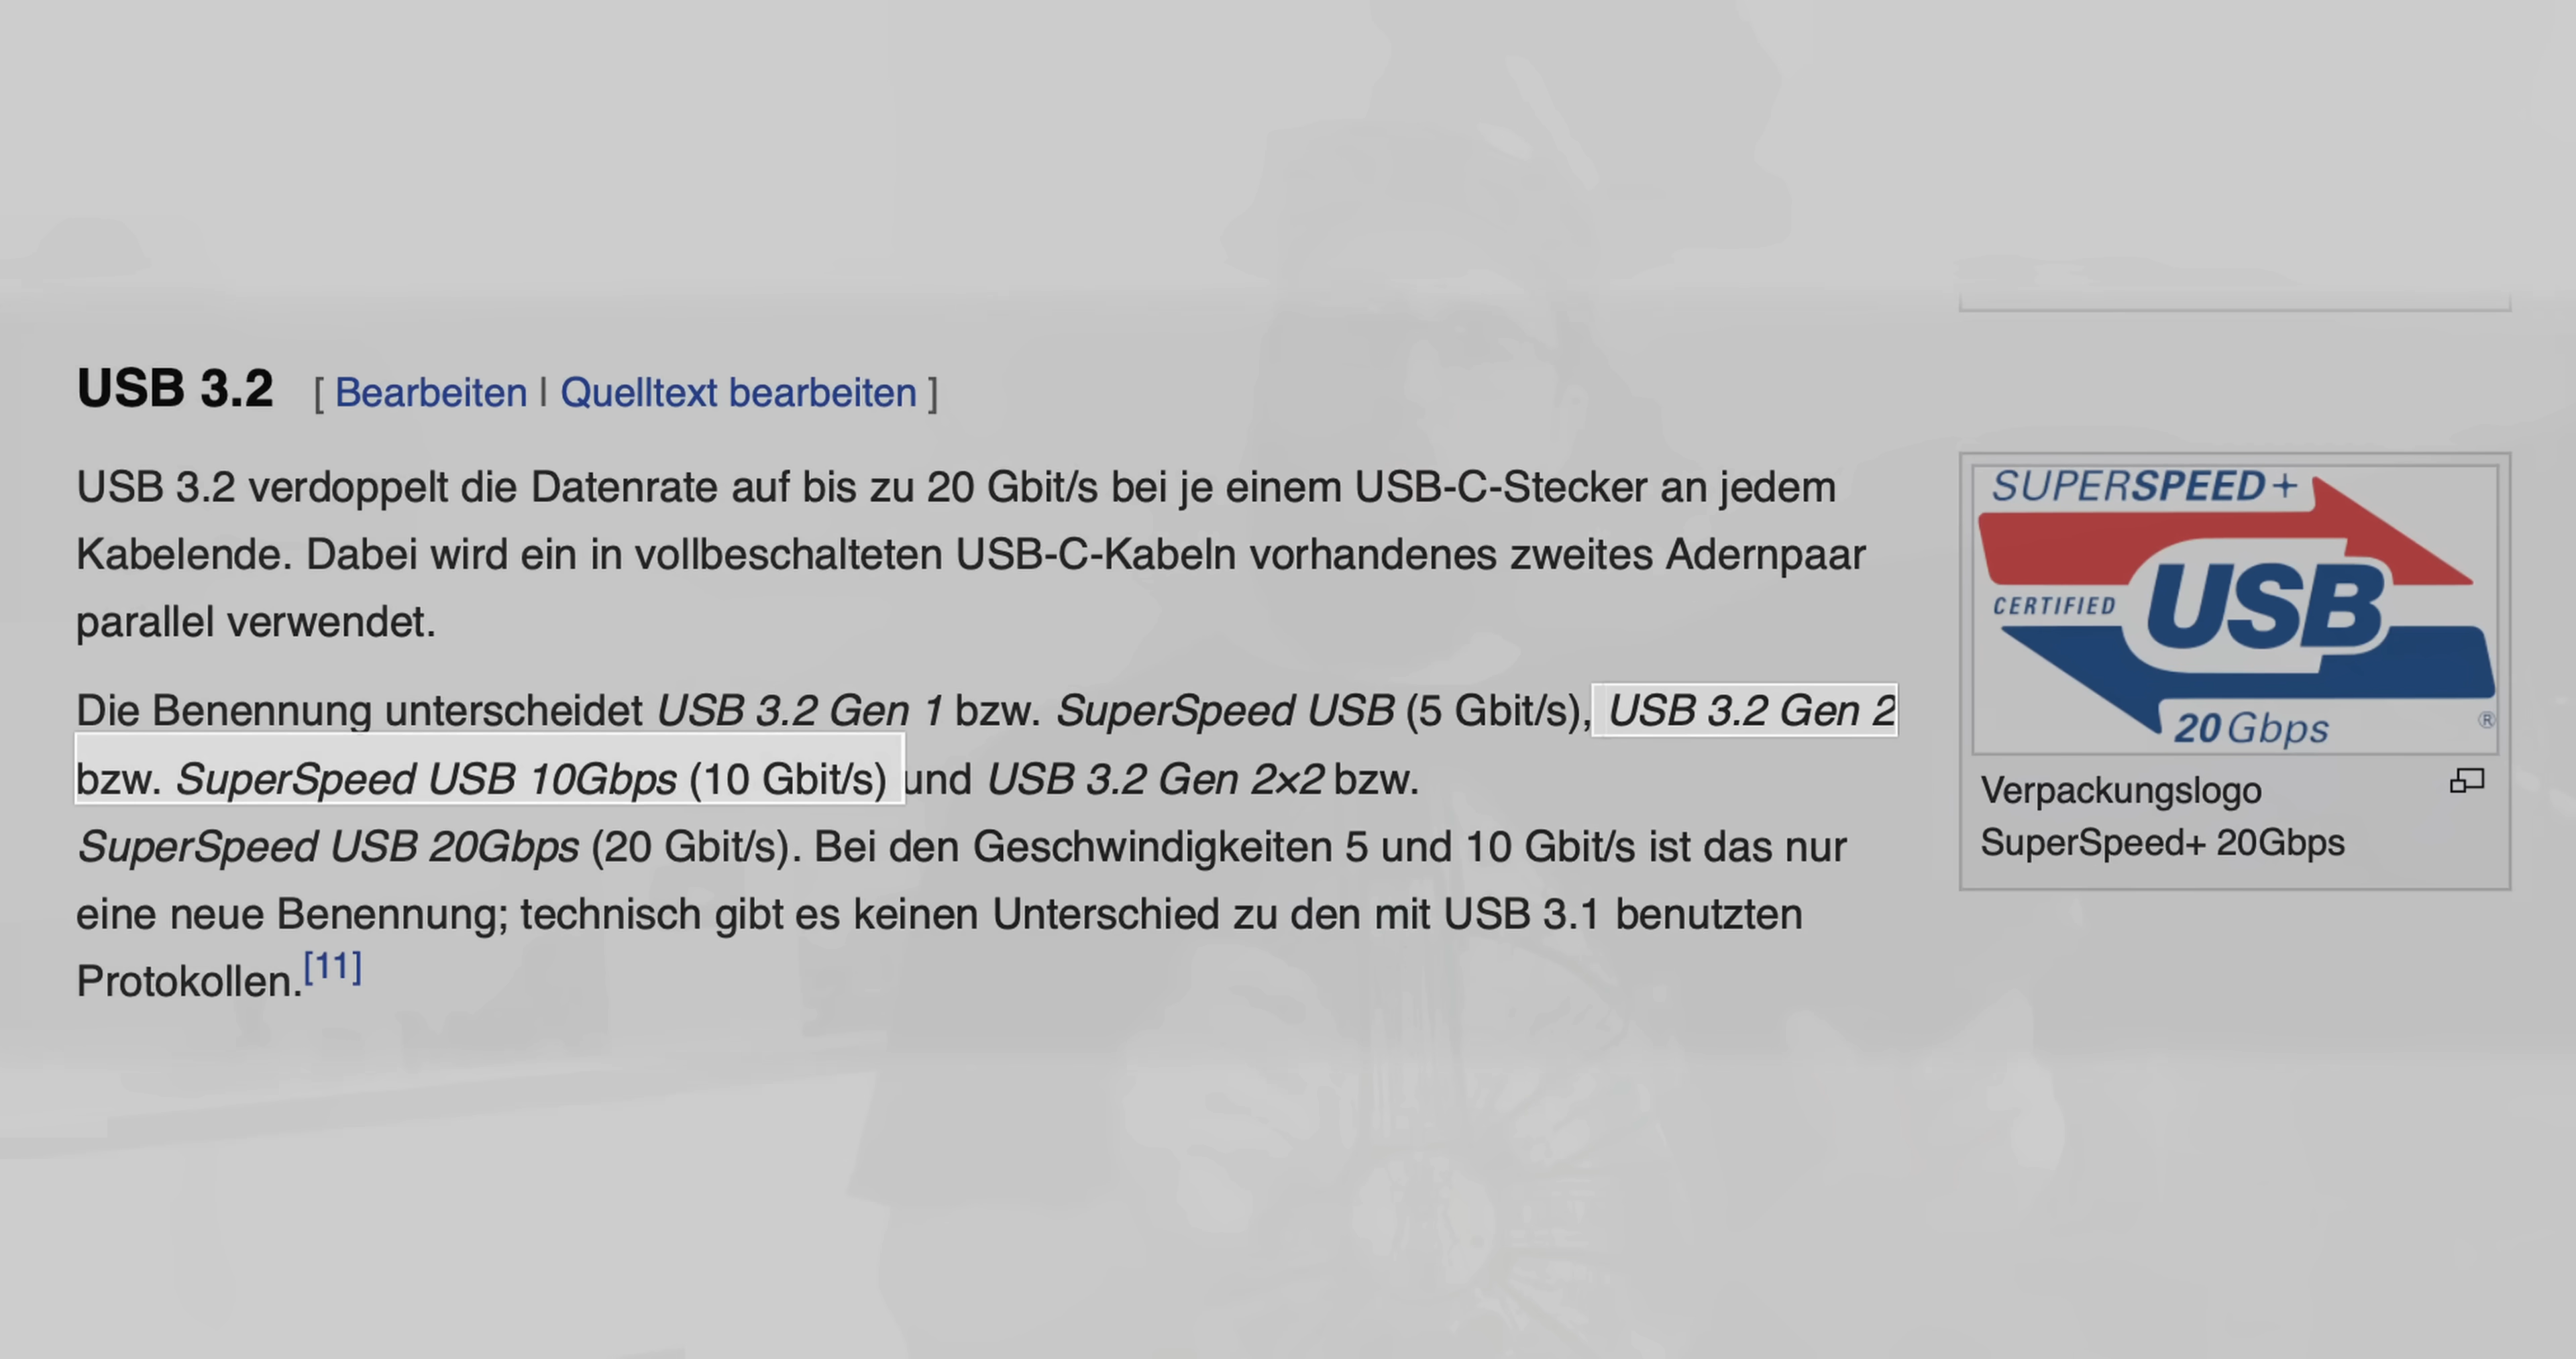 USB 3.2 [ Bearbeiten | Quelltext bearbeiten ]
USB 3.2 verdoppelt die Datenrate auf bis zu 20 Gbit/s bei je einem USB-C-Stecker an jedem
Kabelende. Dabei wird ein in vollbeschalteten USB-C-Kabeln vorhandenes zweites Adernpaar
parallel verwendet.
Die Benennung unterscheidet USB 3.2 Gen 1 bzw. SuperSpeed USB (5 Gbit/s), USB 3.2 Gen 2
bzw. SuperSpeed USB 10Gbps (10 Gbit/s) und USB 3.2 Gen 2×2 bzw.
SuperSpeed USB 20Gbps (20 Gbit/s). Bei den Geschwindigkeiten 5 und 10 Gbit/s ist das nur
eine neue Benennung; technisch gibt es keinen Unterschied zu den mit USB 3.1 benutzten
Protokollen.[11]
SUPERSPEED+
CERTIFIED USB
20 Gbps ®
Verpackungslogo
SuperSpeed+ 20Gbps